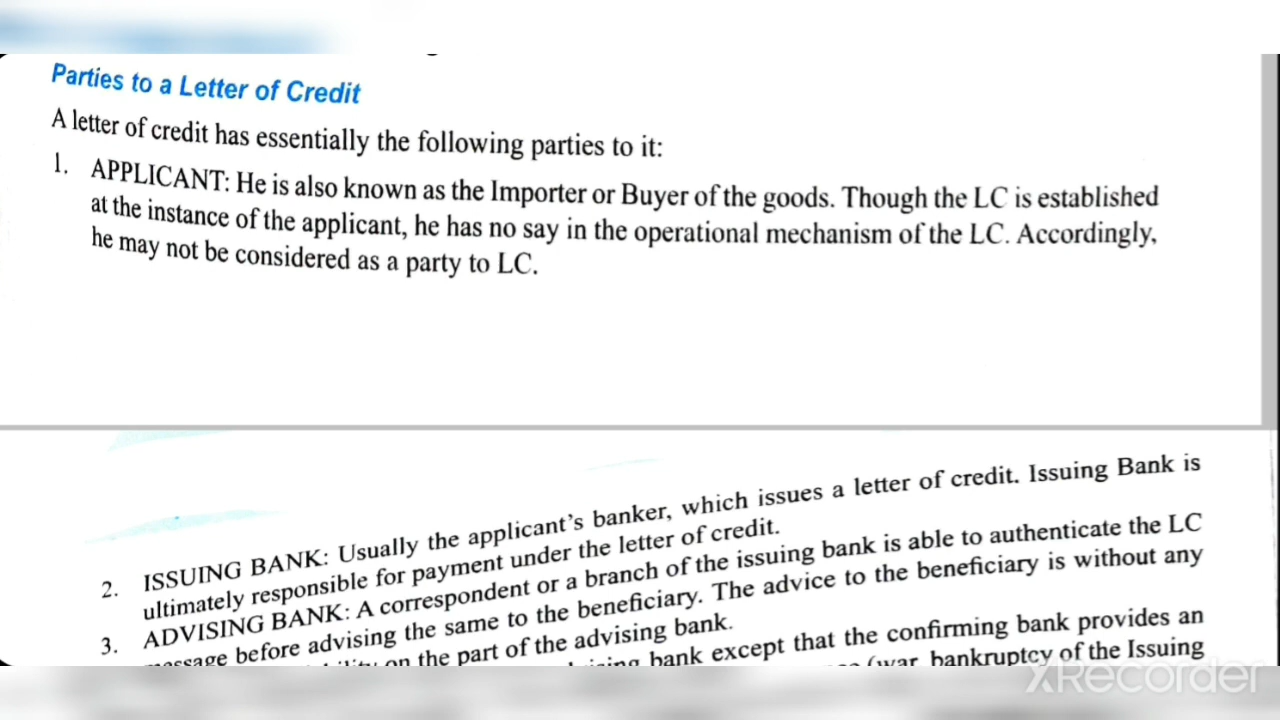 Parties to a Letter of Credit
A letter of credit has essentially the following parties to it:
1. APPLICANT: He is also known as the Importer or Buyer of the goods. Though the LC is established
at the instance of the applicant, he has no say in the operational mechanism of the LC. Accordingly,
he may not be considered as a party to LC.
2. ISSUING BANK: Usually the applicant's banker, which issues a letter of credit. Issuing Bank is
ultimately responsible for payment under the letter of credit.
3. ADVISING BANK: A correspondent or a branch of the issuing bank is able to authenticate the LC
before advising the same to the beneficiary. The advice to the beneficiary is without any
on the part of the advising bank.
bank except that the confirming bank provides an
(war, bankruptcy of the Issuing
XRecorder